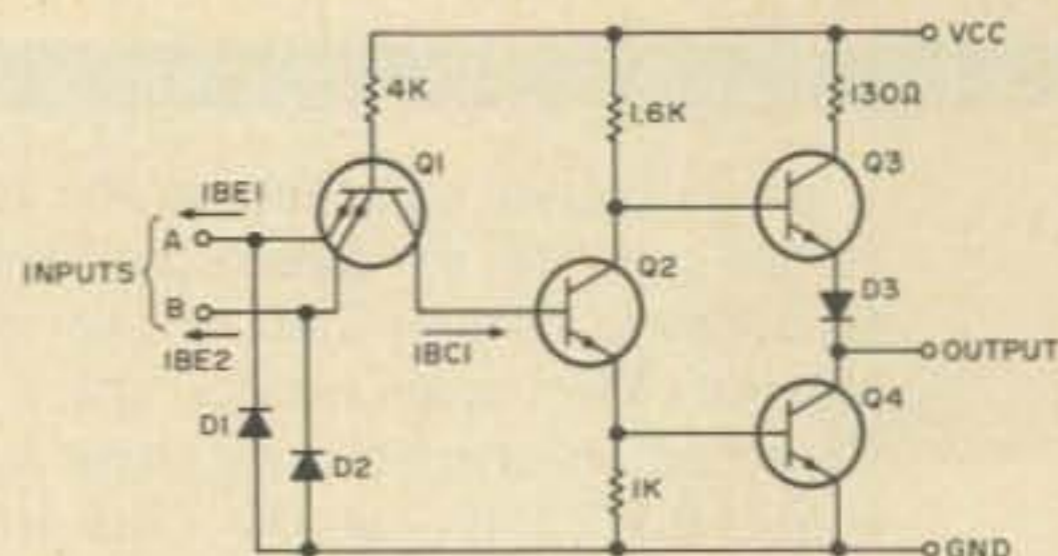 VCC
4K
1.6K
130Ω
Q1
Q3
IBE1
A
INPUTS
B
IBE2
IBC1
Q2
D3
OUTPUT
Q4
D1
D2
1K
GND